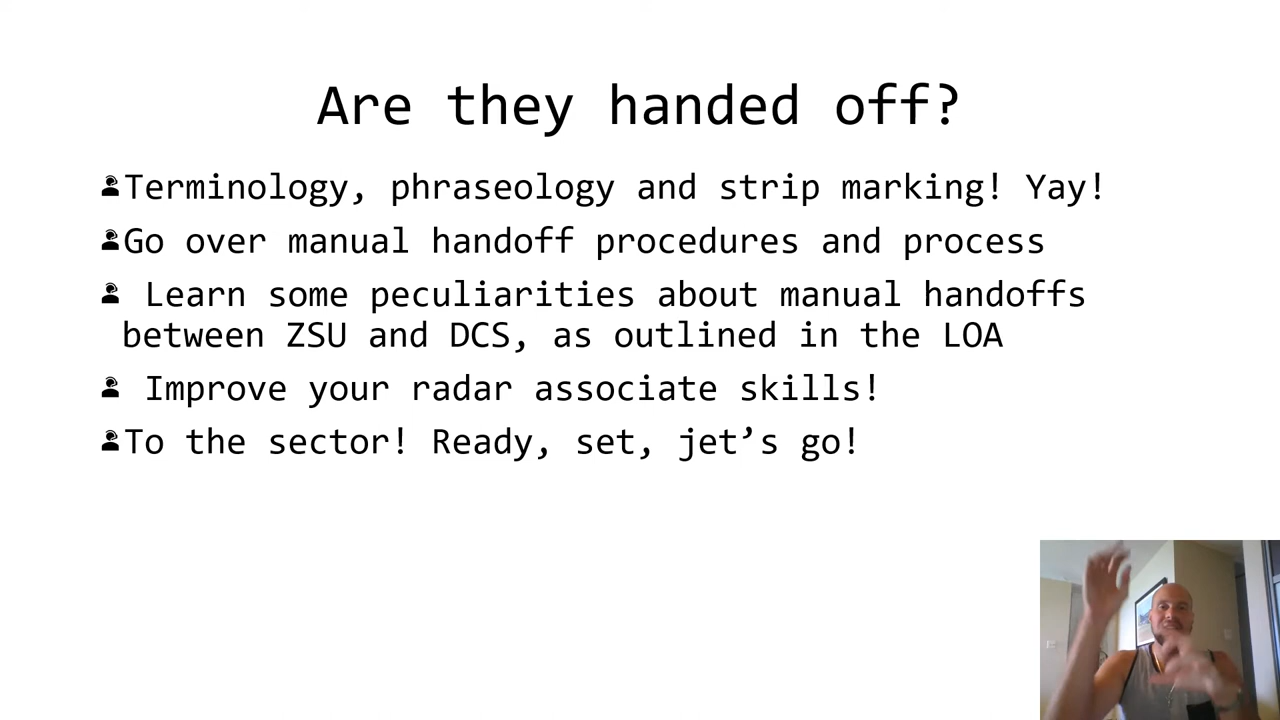 Are they handed off?
Terminology, phraseology and strip marking! Yay!
Go over manual handoff procedures and process
Learn some peculiarities about manual handoffs
between ZSU and DCS, as outlined in the LOA
Improve your radar associate skills!
To the sector! Ready, set, jet’s go!